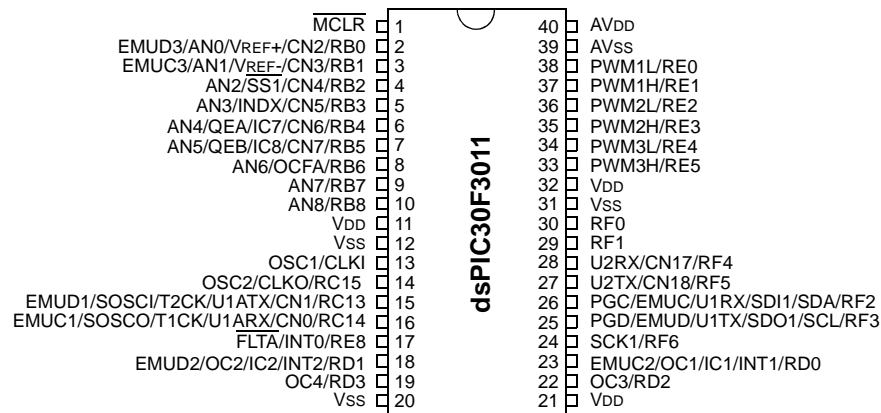 MCLR 1
EMUD3/AN0/VREF+/CN2/RB0 2
EMUC3/AN1/VREF-/CN3/RB1 3
AN2/SS1/CN4/RB2 4
AN3/INDX/CN5/RB3 5
AN4/QEA/IC7/CN6/RB4 6
AN5/QEB/IC8/CN7/RB5 7
AN6/OCFA/RB6 8
AN7/RB7 9
AN8/RB8 10
VDD 11
VSS 12
OSC1/CLKI 13
OSC2/CLKO/RC15 14
EMUD1/SOSCI/T2CK/U1ATX/CN1/RC13 15
EMUC1/SOSCO/T1CK/U1ARX/CN0/RC14 16
FLTA/INT0/RE8 17
EMUD2/OC2/IC2/INT2/RD1 18
OC4/RD3 19
VSS 20
dsPIC30F3011
40 AVDD
39 AVSS
38 PWM1L/RE0
37 PWM1H/RE1
36 PWM2L/RE2
35 PWM2H/RE3
34 PWM3L/RE4
33 PWM3H/RE5
32 VDD
31 VSS
30 RF0
29 RF1
28 U2RX/CN17/RF4
27 U2TX/CN18/RF5
26 PGC/EMUC/U1RX/SDI1/SDA/RF2
25 PGD/EMUD/U1TX/SDO1/SCL/RF3
24 SCK1/RF6
23 EMUC2/OC1/IC1/INT1/RD0
22 OC3/RD2
21 VDD